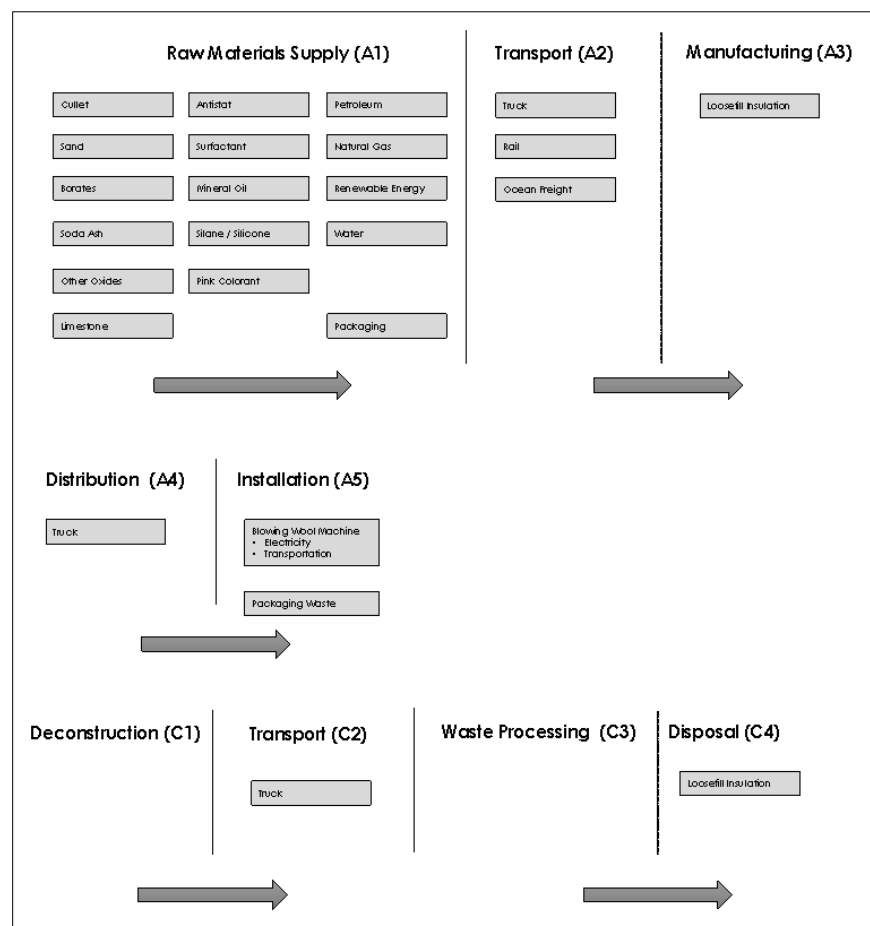 Raw Materials Supply (A1)
Transport (A2)
Manufacturing (A3)
Cullet
Antistat
Petroleum
Truck
Loosefill Insulation
Sand
Surfactant
Natural Gas
Rail
Borates
Mineral Oil
Renewable Energy
Ocean Freight
Soda Ash
Silane / Silicone
Water
Other Oxides
Pink Colorant
Limestone
Packaging
Distribution (A4)
Installation (A5)
Truck
Blowing Wool Machine
• Electricity
• Transportation
Packaging Waste
Deconstruction (C1)
Transport (C2)
Waste Processing (C3)
Disposal (C4)
Truck
Loosefill Insulation